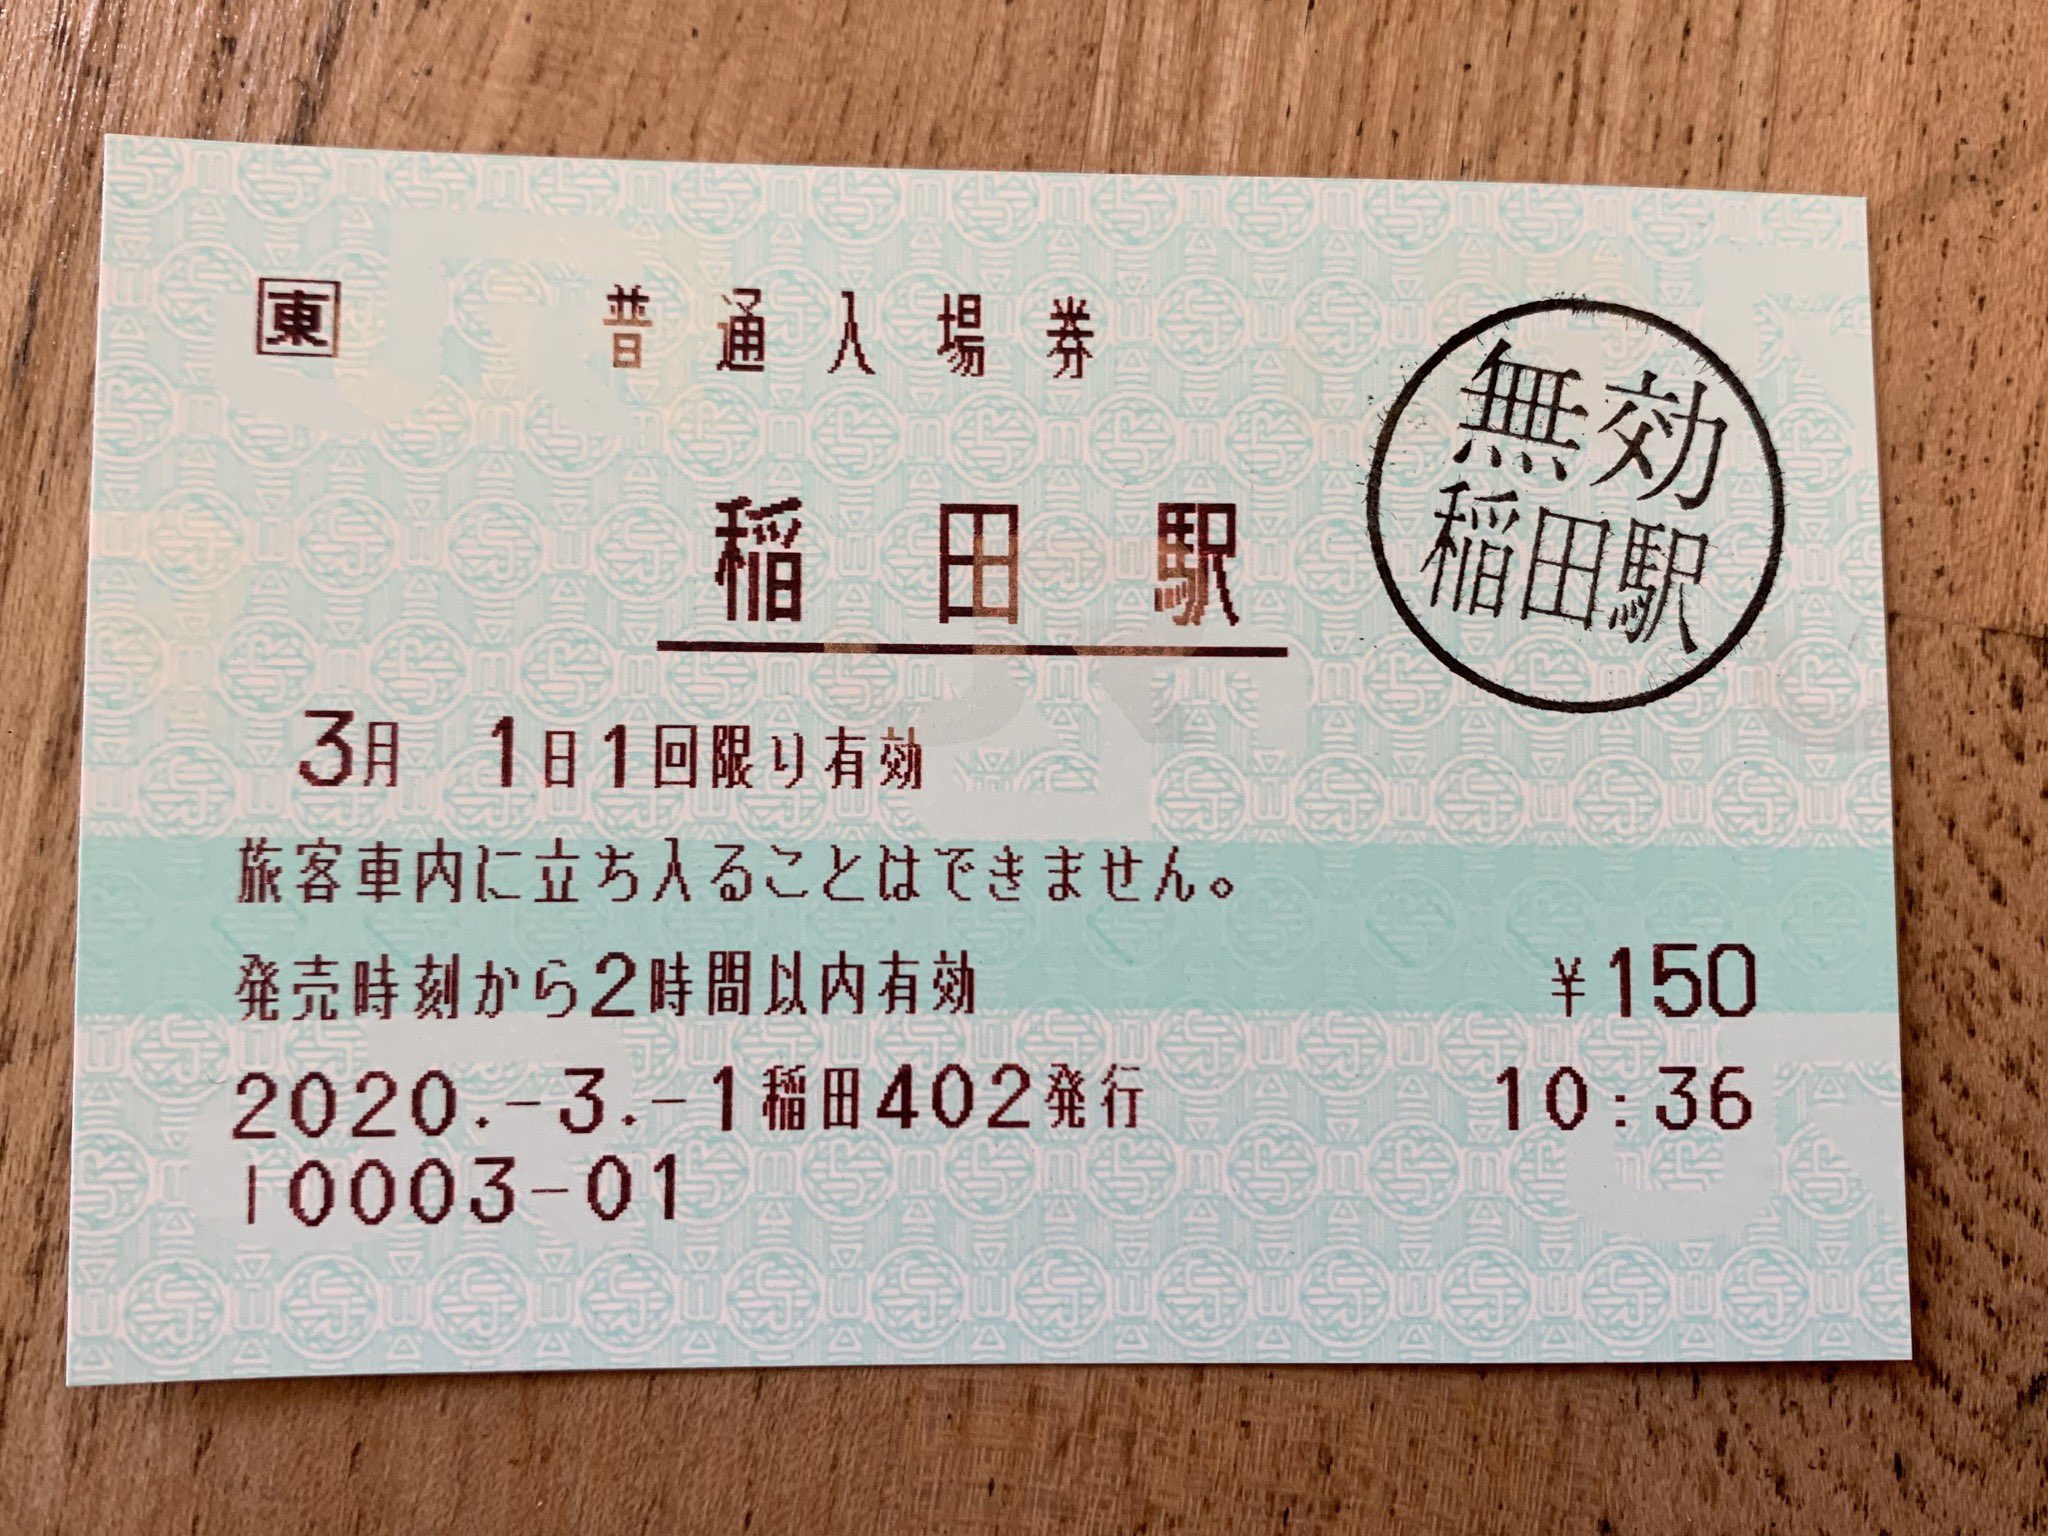 東 普通入場券
稲田駅
無効
稲田駅
3月 1日1回限り有効
旅客車内に立ち入ることはできません。
発売時刻から2時間以内有効 ¥150
2020.-3.-1稲田402発行 10:36
10003-01